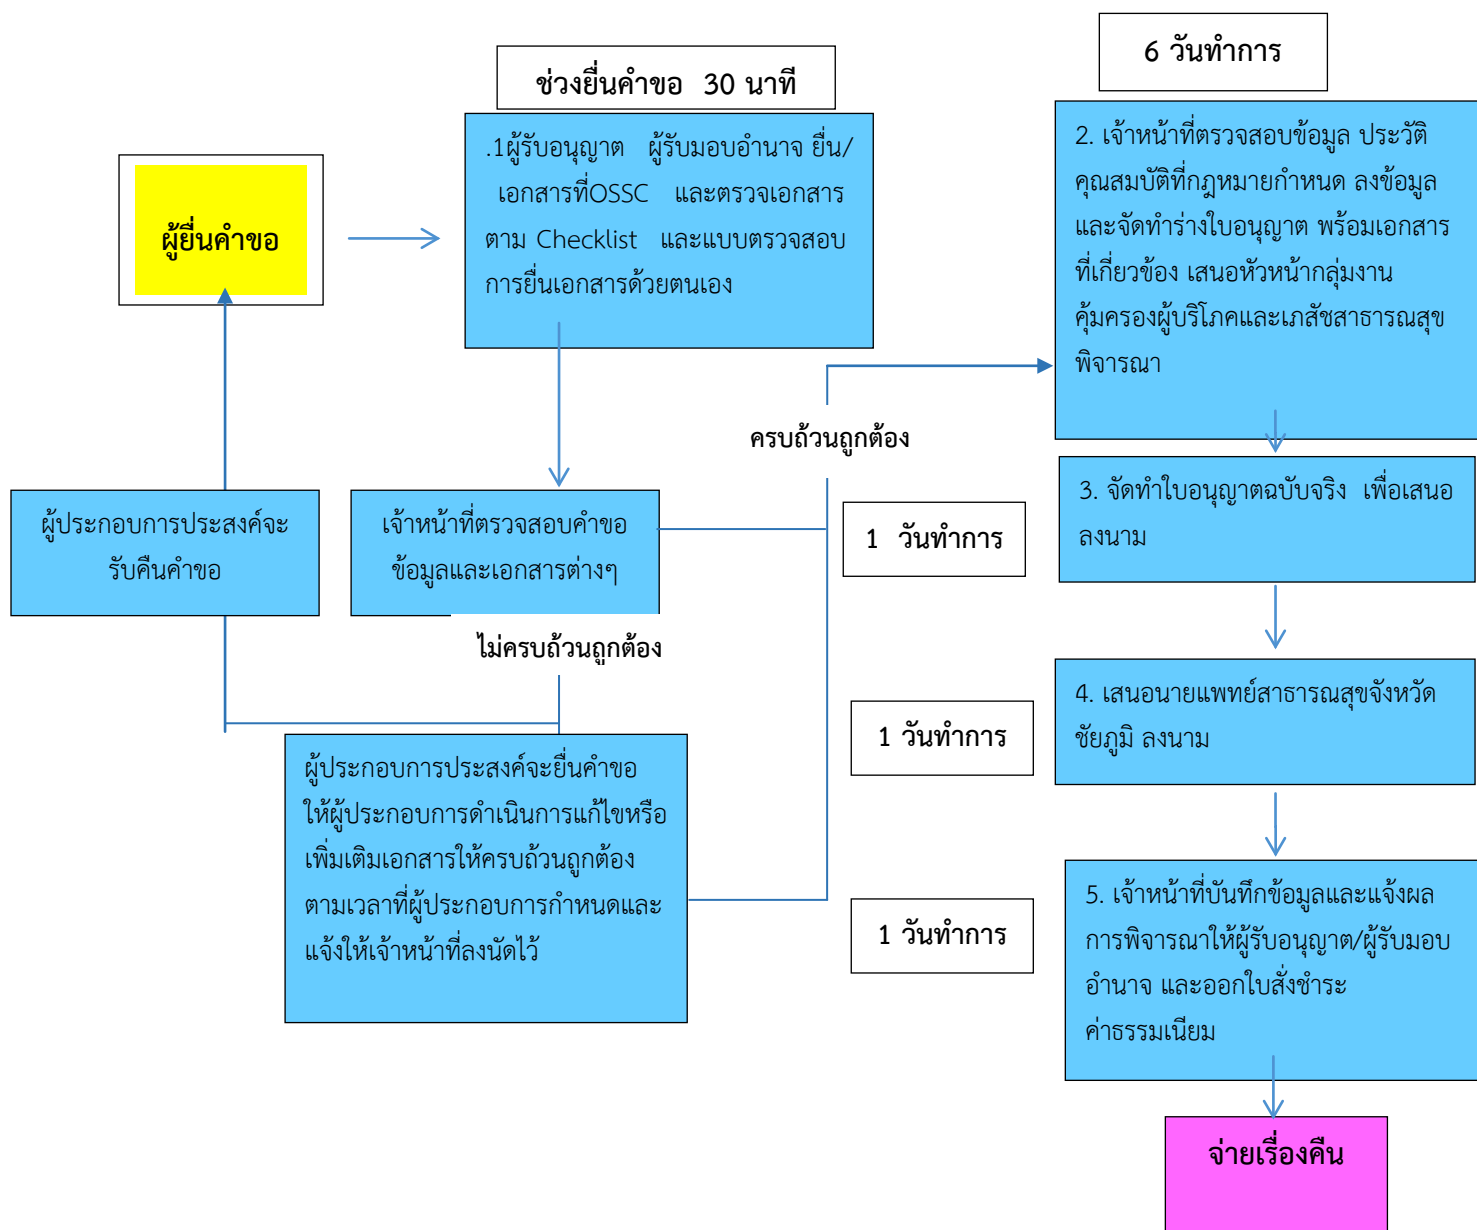 6 วันทำการ
ช่วงยื่นคำขอ 30 นาที
ผู้ยื่นคำขอ
.1ผู้รับอนุญาต ผู้รับมอบอำนาจ ยื่น/
เอกสารที่OSSC และตรวจเอกสาร
ตาม Checklist และแบบตรวจสอบ
การยื่นเอกสารด้วยตนเอง
2. เจ้าหน้าที่ตรวจสอบข้อมูล ประวัติ
คุณสมบัติที่กฎหมายกำหนด ลงข้อมูล
และจัดทำร่างใบอนุญาต พร้อมเอกสาร
ที่เกี่ยวข้อง เสนอหัวหน้ากลุ่มงาน
คุ้มครองผู้บริโภคและเภสัชสาธารณสุข
พิจารณา
ครบถ้วนถูกต้อง
ผู้ประกอบการประสงค์จะ
รับคืนคำขอ
เจ้าหน้าที่ตรวจสอบคำขอ
ข้อมูลและเอกสารต่างๆ
1 วันทำการ
3. จัดทำใบอนุญาตฉบับจริง เพื่อเสนอ
ลงนาม
ไม่ครบถ้วนถูกต้อง
1 วันทำการ
4. เสนอนายแพทย์สาธารณสุขจังหวัด
ชัยภูมิ ลงนาม
ผู้ประกอบการประสงค์จะยื่นคำขอ
ให้ผู้ประกอบการดำเนินการแก้ไขหรือ
เพิ่มเติมเอกสารให้ครบถ้วนถูกต้อง
ตามเวลาที่ผู้ประกอบการกำหนดและ
แจ้งให้เจ้าหน้าที่ลงนัดไว้
1 วันทำการ
5. เจ้าหน้าที่บันทึกข้อมูลและแจ้งผล
การพิจารณาให้ผู้รับอนุญาต/ผู้รับมอบ
อำนาจ และออกใบสั่งชำระ
ค่าธรรมเนียม
จ่ายเรื่องคืน